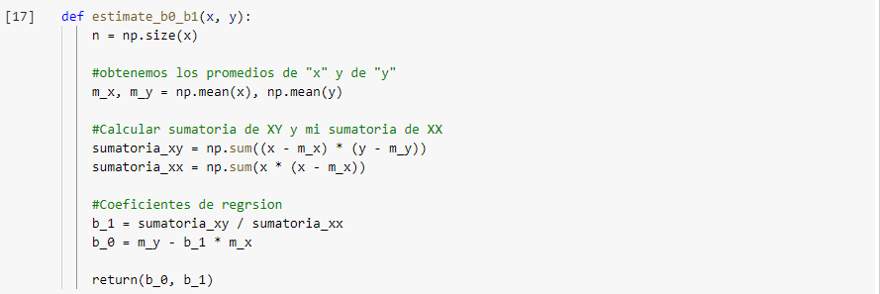 [17] def estimate_b0_b1(x, y):
n = np.size(x)
#obtenemos los promedios de "x" y de "y"
m_x, m_y = np.mean(x), np.mean(y)
#Calcular sumatoria de XY y mi sumatoria de XX
sumatoria_xy = np.sum((x - m_x) * (y - m_y))
sumatoria_xx = np.sum(x * (x - m_x))
#Coeficientes de regrsion
b_1 = sumatoria_xy / sumatoria_xx
b_0 = m_y - b_1 * m_x
return(b_0, b_1)